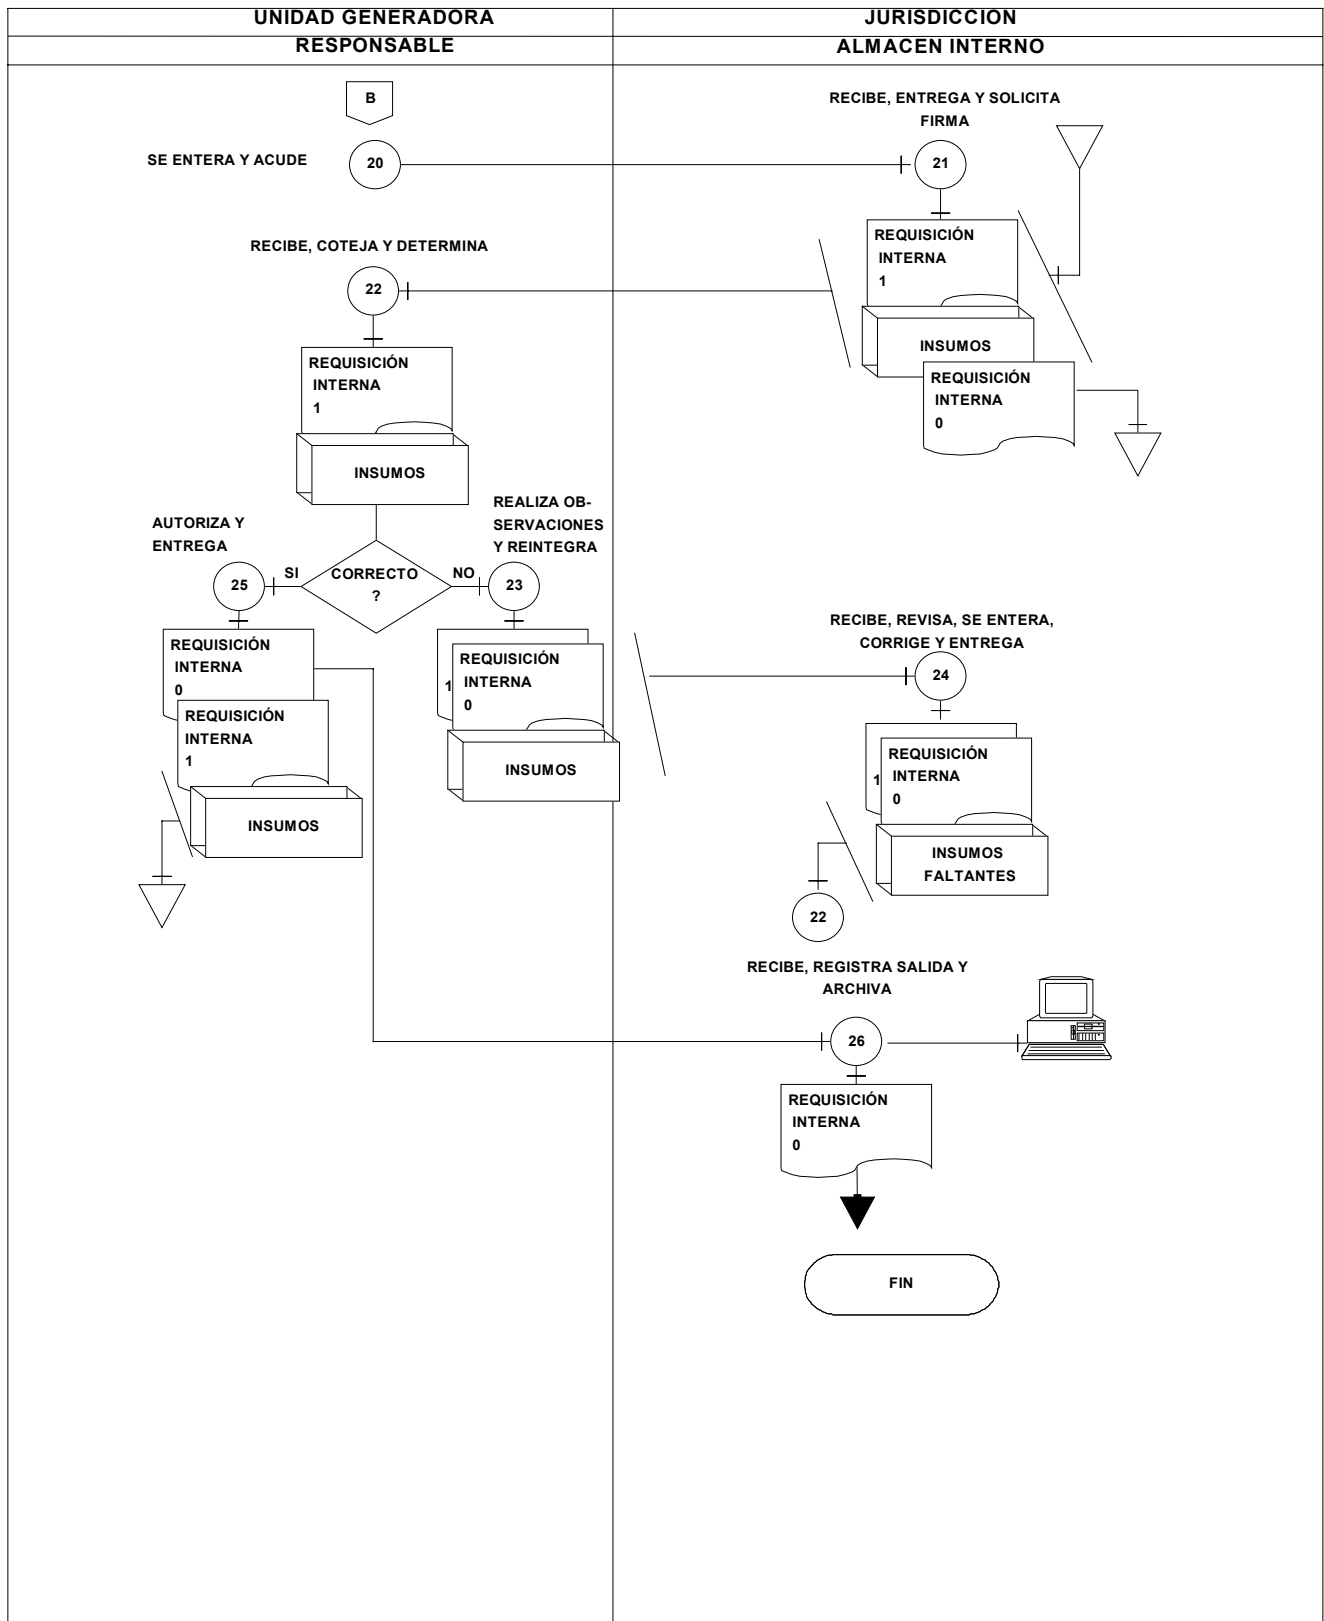 UNIDAD GENERADORA
JURISDICCION
RESPONSABLE
ALMACEN INTERNO
B
RECIBE, ENTREGA Y SOLICITA
FIRMA
SE ENTERA Y ACUDE
20
21
REQUISICIÓN
INTERNA
1
INSUMOS
REQUISICIÓN
INTERNA
0
RECIBE, COTEJA Y DETERMINA
22
REQUISICIÓN
INTERNA
1
INSUMOS
CORRECTO
?
SI
NO
AUTORIZA Y
ENTREGA
25
REQUISICIÓN
INTERNA
0
REQUISICIÓN
INTERNA
1
INSUMOS
REALIZA OB-
SERVACIONES
Y REINTEGRA
23
1
REQUISICIÓN
INTERNA
0
INSUMOS
RECIBE, REVISA, SE ENTERA,
CORRIGE Y ENTREGA
24
1
REQUISICIÓN
INTERNA
0
INSUMOS
FALTANTES
22
RECIBE, REGISTRA SALIDA Y
ARCHIVA
26
REQUISICIÓN
INTERNA
0
FIN